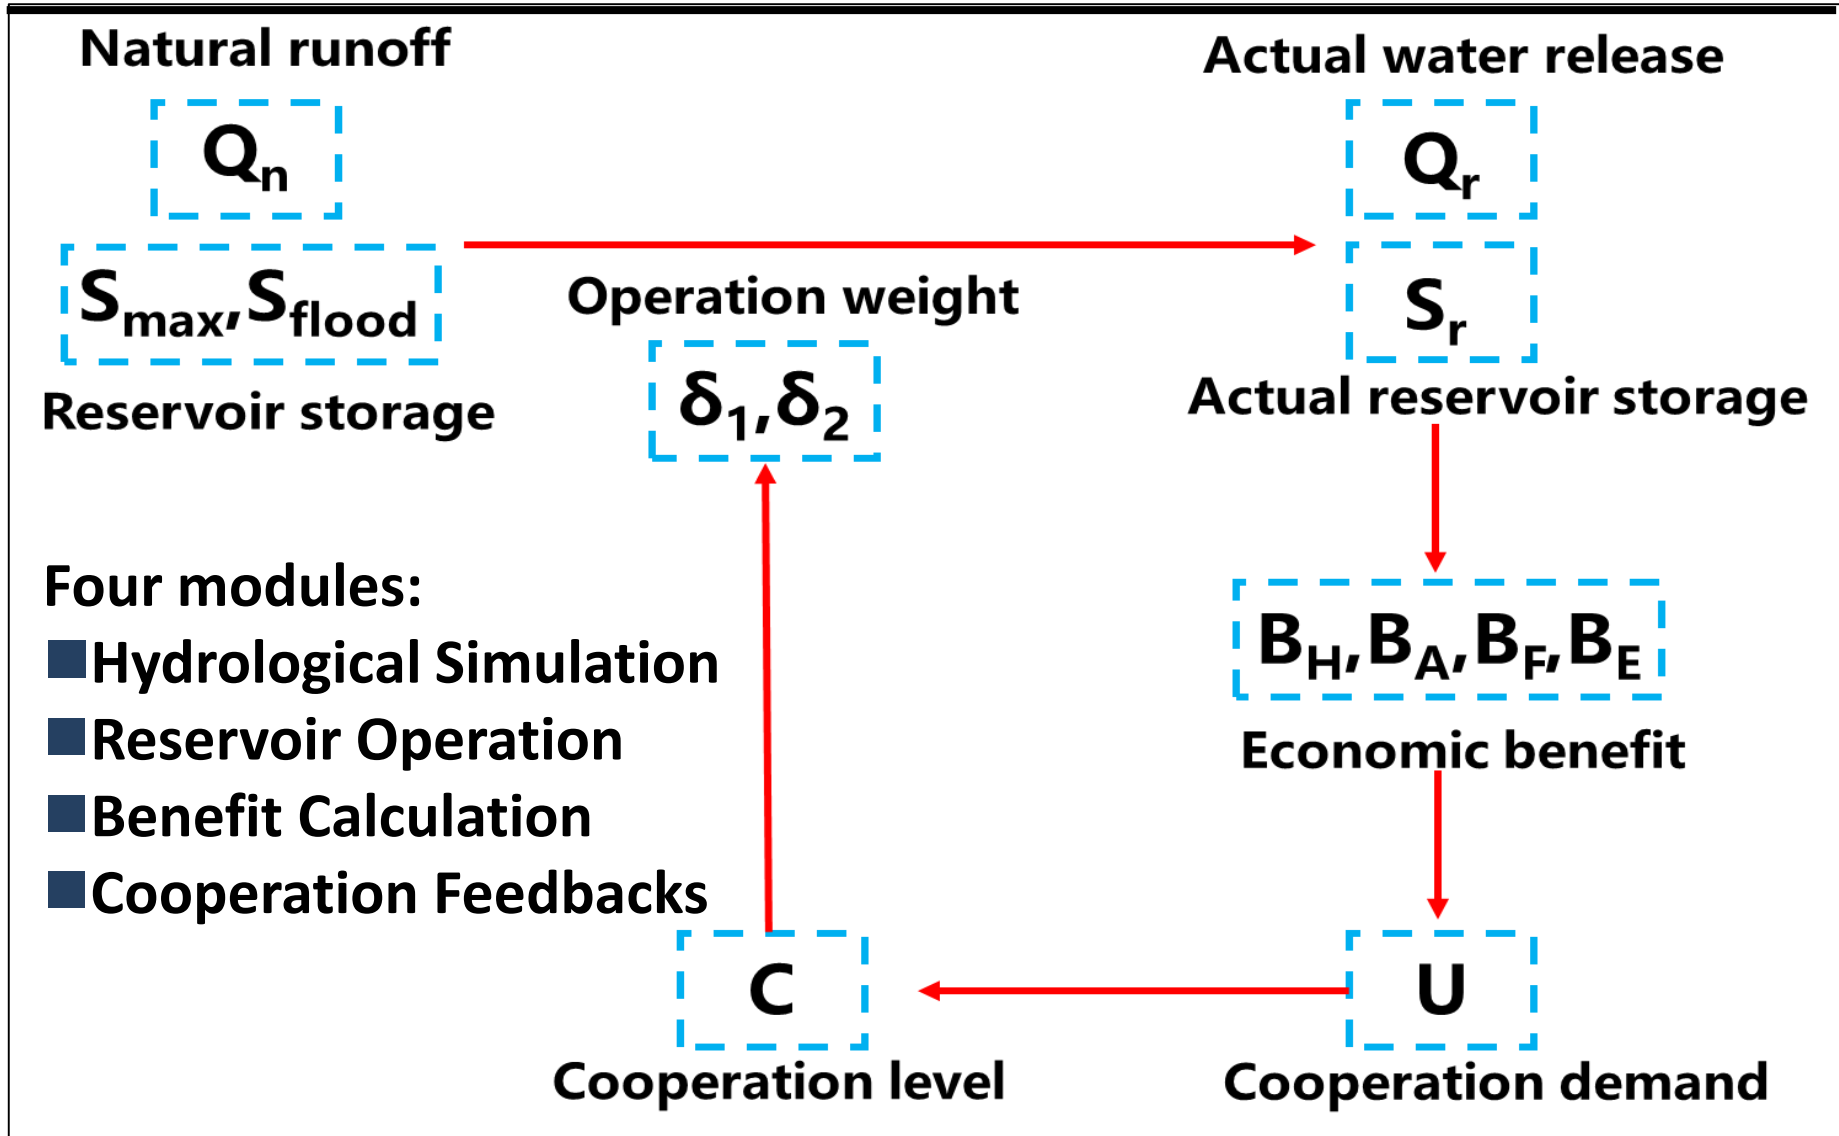 Natural runoff
Qn
Smax,Sflood
Reservoir storage
Operation weight
δ1,δ2
Actual water release
Qr
Sr
Actual reservoir storage
BH,BA,BF,BE
Economic benefit
U
Cooperation demand
C
Cooperation level
Four modules:
Hydrological Simulation
Reservoir Operation
Benefit Calculation
Cooperation Feedbacks